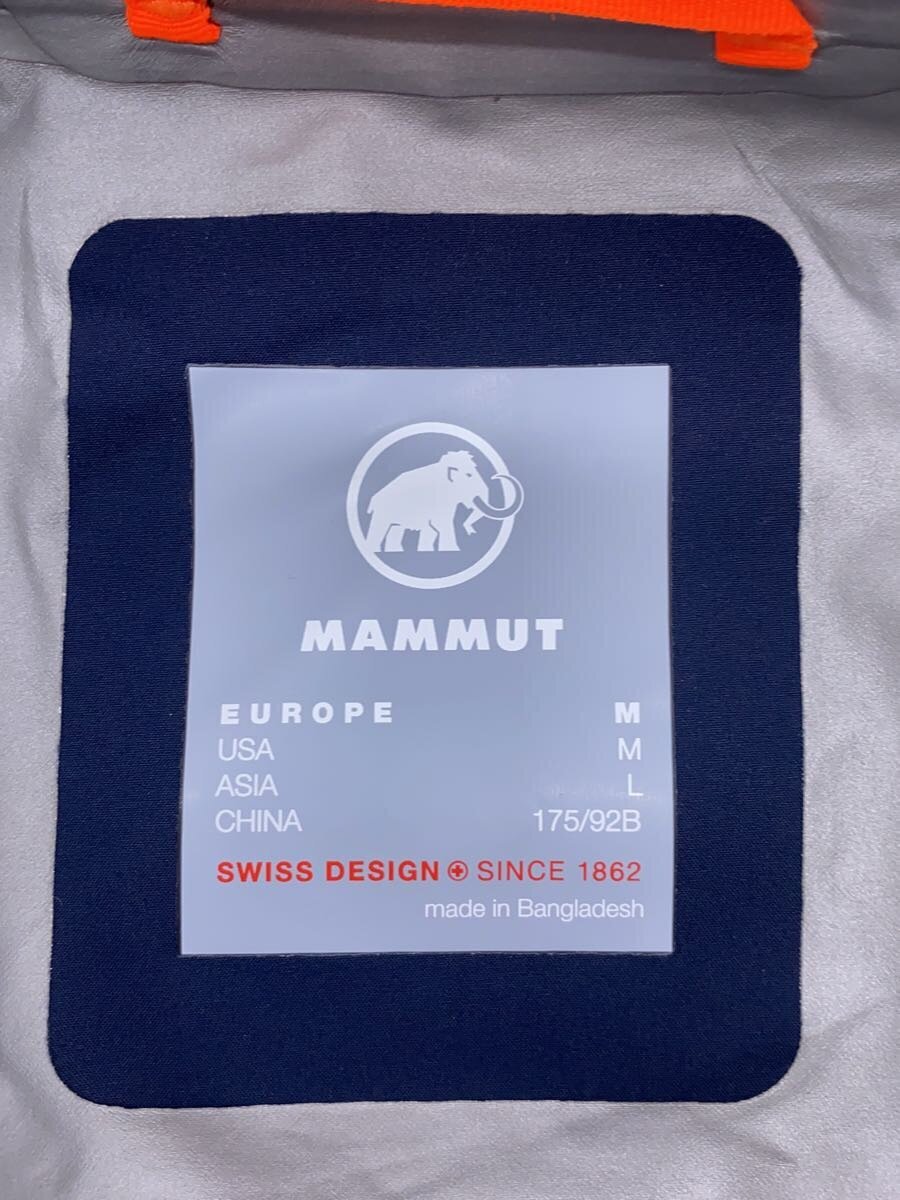 MAMMUT
EUROPE M
USA M
ASIA L
CHINA 175/92B
SWISS DESIGN SINCE 1862
made in Bangladesh